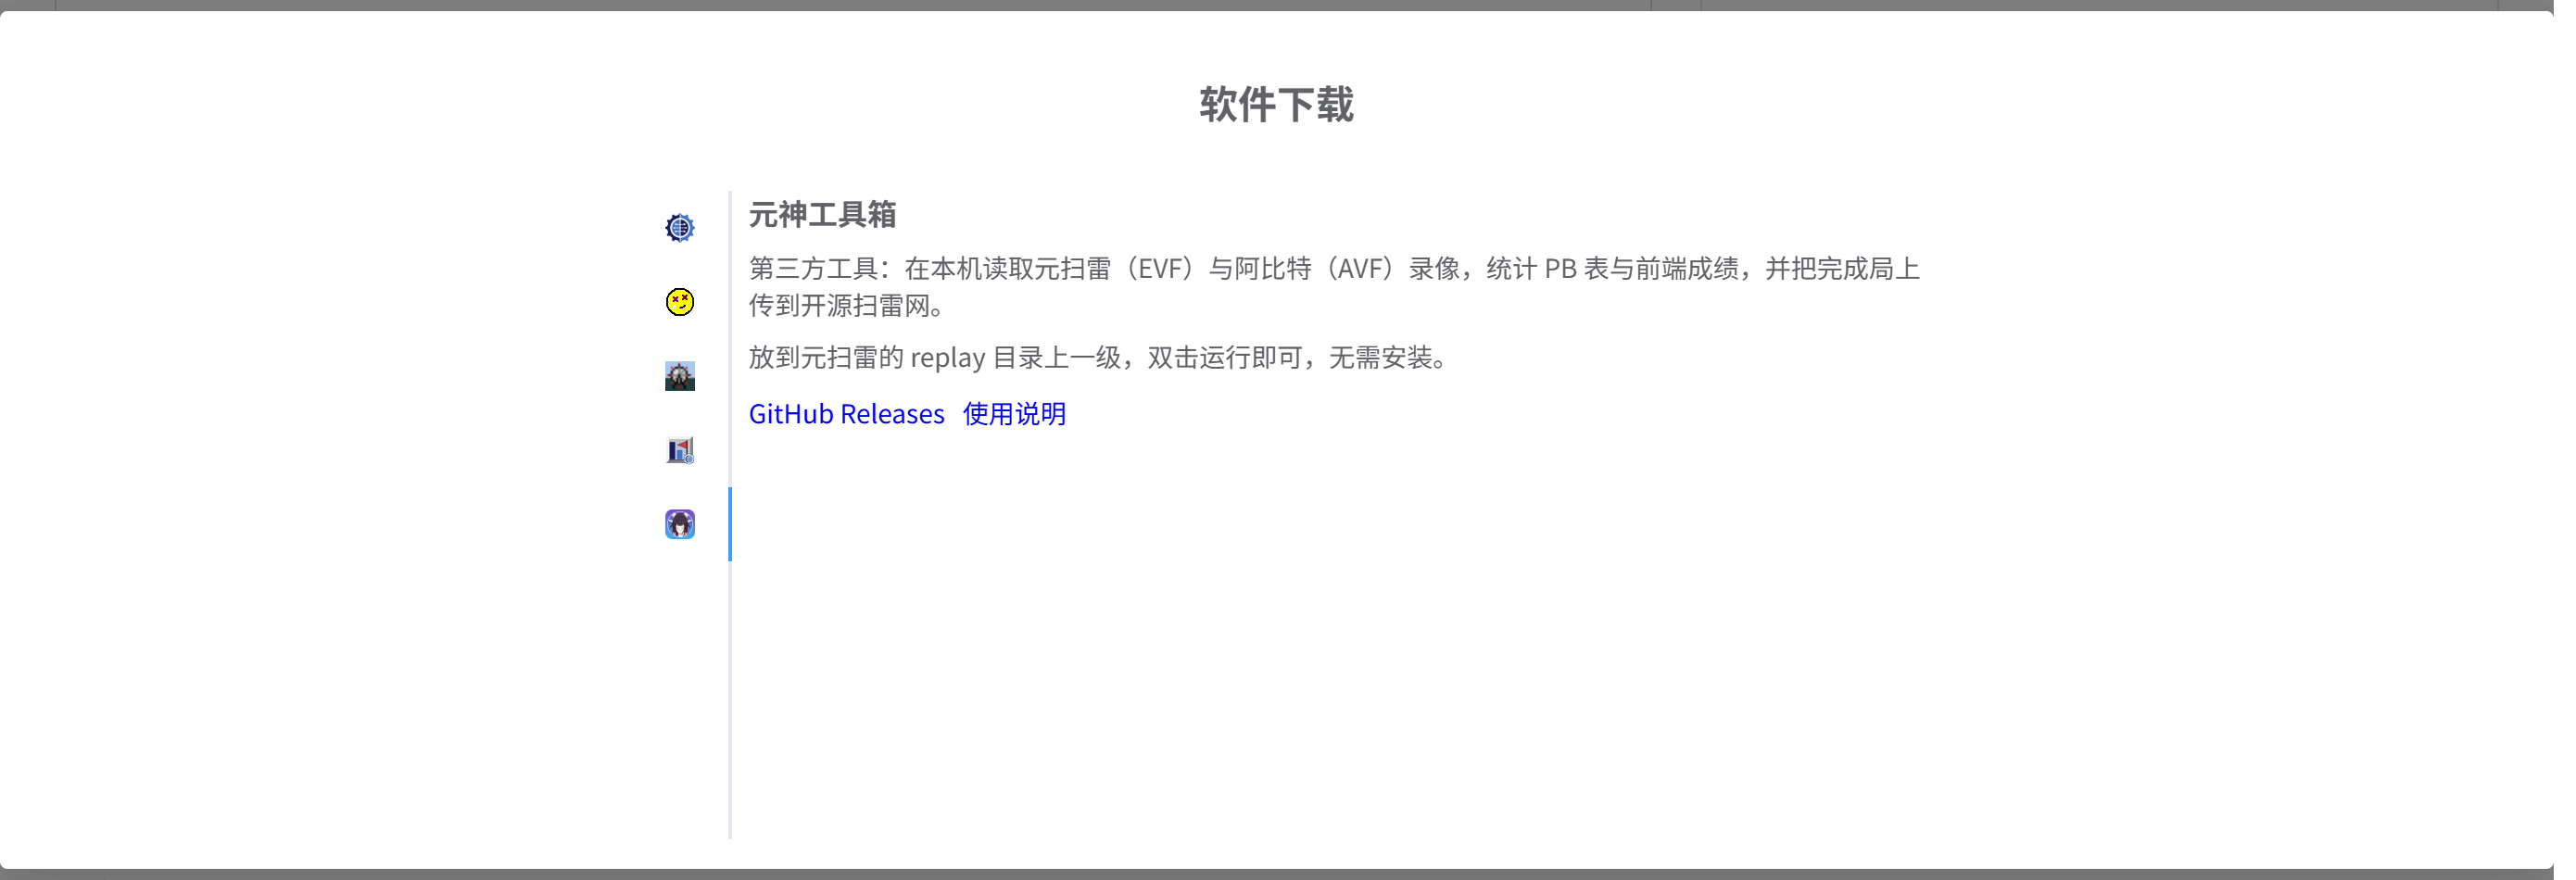 软件下载
元神工具箱
第三方工具：在本机读取元扫雷（EVF）与阿比特（AVF）录像，统计 PB 表与前端成绩，并把完成局上
传到开源扫雷网。
放到元扫雷的 replay 目录上一级，双击运行即可，无需安装。
GitHub Releases 使用说明